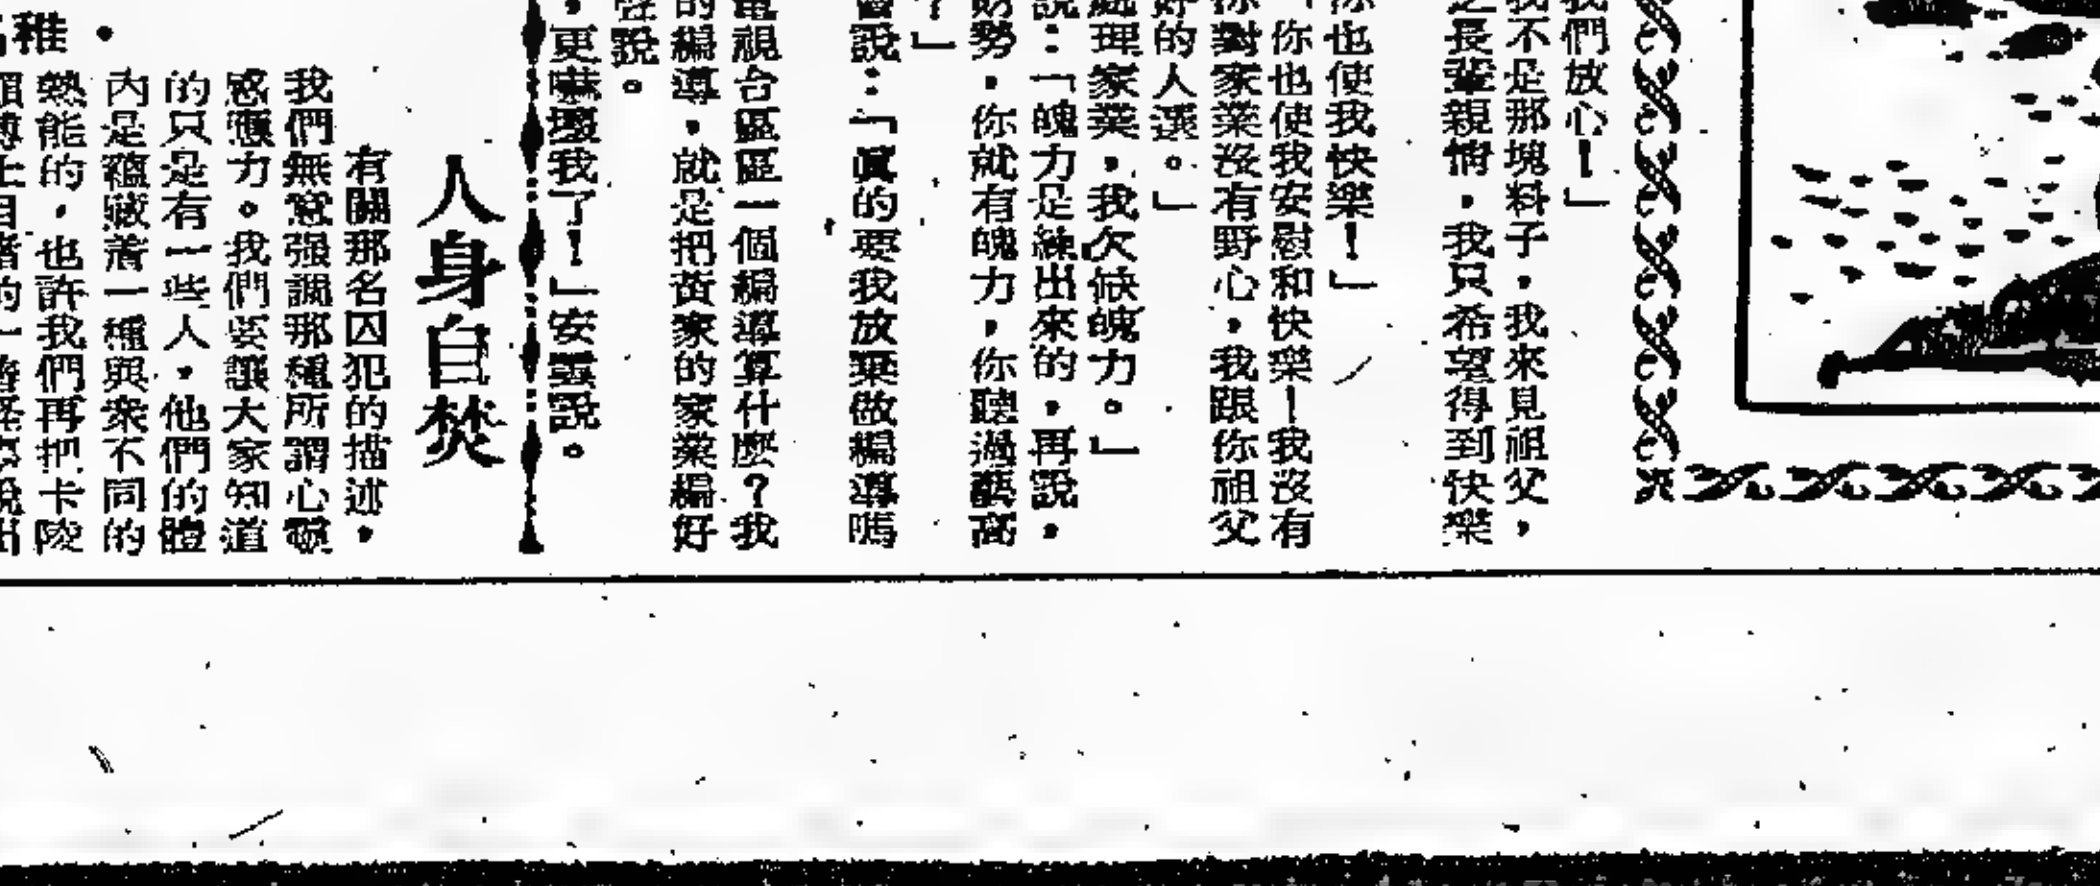 我們放心！」
我不是那塊料子，我來見祖父，
之長輩親情，我只希望得到快樂
你也使我快樂！」
「你也使我安慰和快樂！我沒有
你對家業沒有野心，我跟你祖父
好的人選。」
處理家業，我欠缺魄力。」
說：「魄力是練出來的，再說，
勞，你就有魄力，你聽過
？」
說：「眞的要我放棄做編導嗎
電視台區區一個編導算什麼？我
的編導，就是把黃家的家業編好
聲說。
，更嚇壞我了！」安雲說。
人身自焚
有關那名囚犯的描述，
我們無意强調那種所謂心靈
感應力。我們要讓大家知道
的只是有一些人，他們的體
內是蘊藏着一種與衆不同的
熱能的，也許我們再把卡陵
稚·